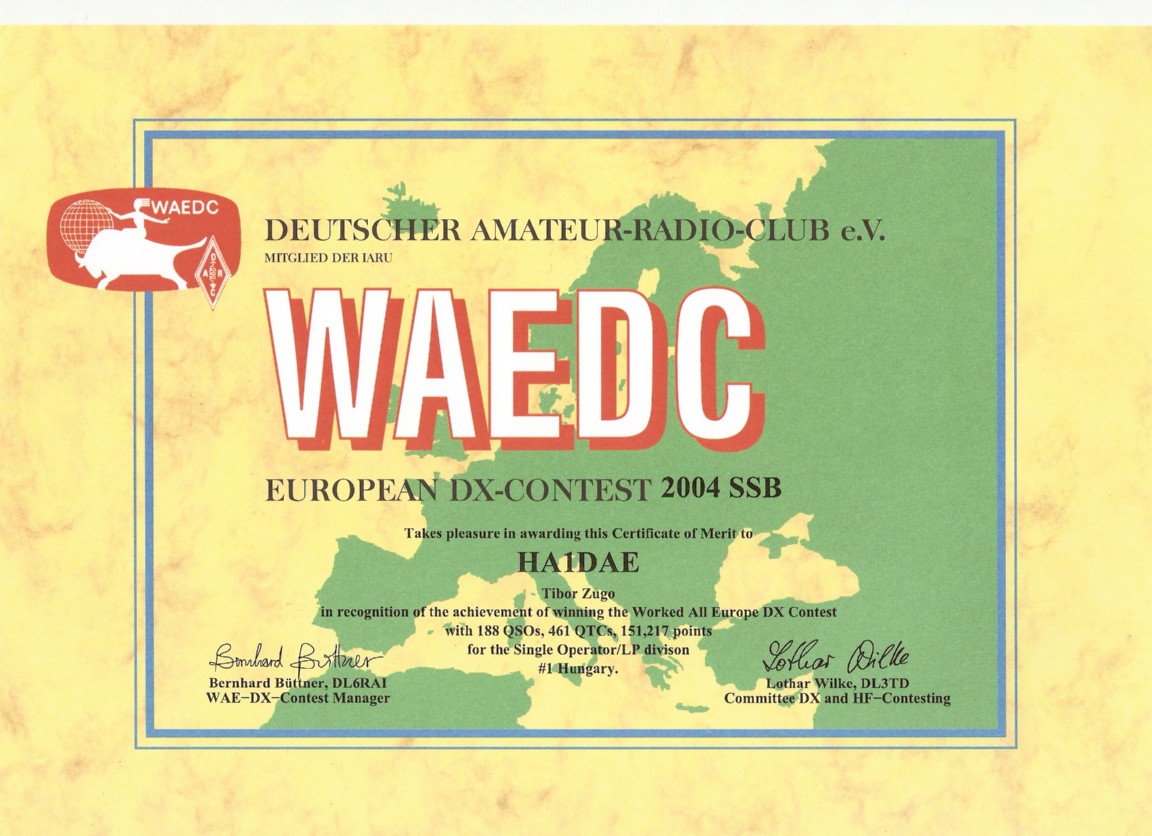 WAEDC
DARC
DEUTSCHER AMATEUR-RADIO-CLUB e.V.
MITGLIED DER IARU
WAEDC
EUROPEAN DX-CONTEST 2004 SSB
Takes pleasure in awarding this Certificate of Merit to
HA1DAE
Tibor Zugo
in recognition of the achievement of winning the Worked All Europe DX Contest
with 188 QSOs, 461 QTCs, 151,217 points
for the Single Operator/LP divison
#1 Hungary.
Bernhard Büttner
Bernhard Büttner, DL6RAI
WAE-DX-Contest Manager
Lothar Wilke
Lothar Wilke, DL3TD
Committee DX and HF-Contesting